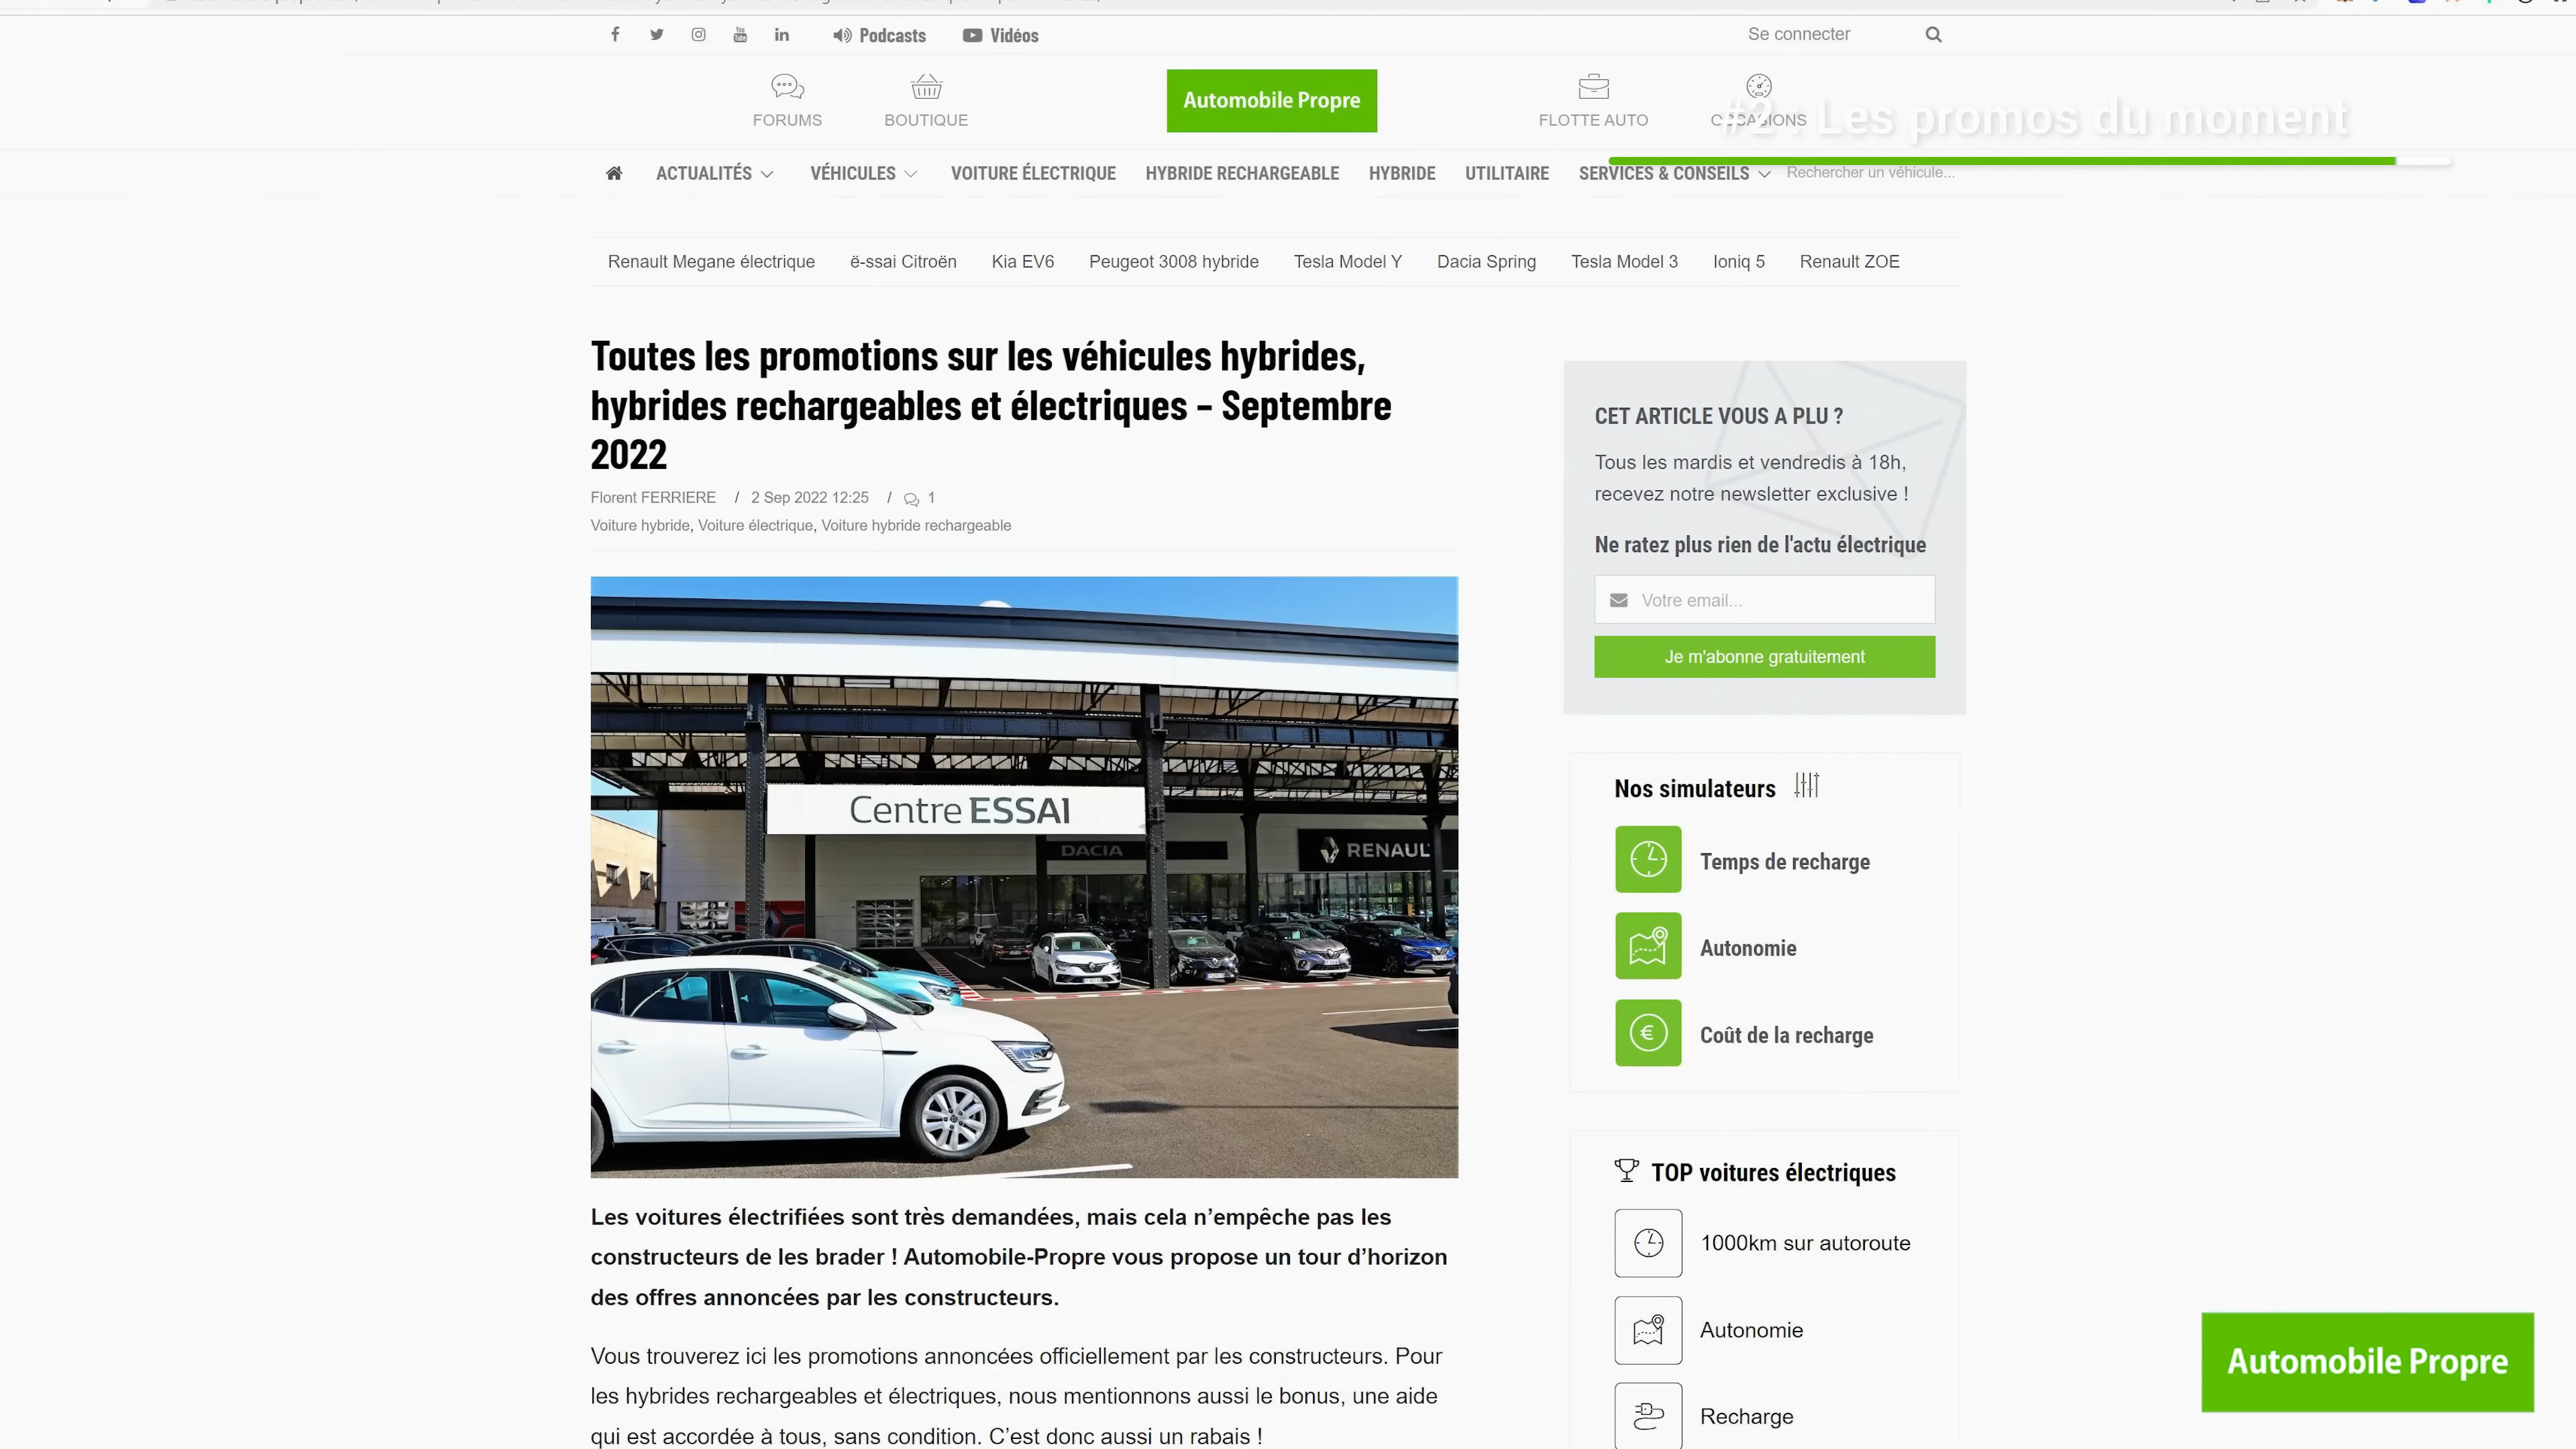 Podcasts
Vidéos
Se connecter
FORUMS
BOUTIQUE
Automobile Propre
FLOTTE AUTO
OCCASIONS
#2 : Les promos du moment
ACTUALITÉS
VÉHICULES
VOITURE ÉLECTRIQUE
HYBRIDE RECHARGEABLE
HYBRIDE
UTILITAIRE
SERVICES & CONSEILS
Rechercher un véhicule...
Renault Megane électrique
ë-ssai Citroën
Kia EV6
Peugeot 3008 hybride
Tesla Model Y
Dacia Spring
Tesla Model 3
Ioniq 5
Renault ZOE
Toutes les promotions sur les véhicules hybrides,
hybrides rechargeables et électriques – Septembre
2022
Florent FERRIERE / 2 Sep 2022 12:25 / 1
Voiture hybride, Voiture électrique, Voiture hybride rechargeable
Centre ESSAI
DACIA
RENAUL
Les voitures électrifiées sont très demandées, mais cela n’empêche pas les
constructeurs de les brader ! Automobile-Propre vous propose un tour d’horizon
des offres annoncées par les constructeurs.
Vous trouverez ici les promotions annoncées officiellement par les constructeurs. Pour
les hybrides rechargeables et électriques, nous mentionnons aussi le bonus, une aide
qui est accordée à tous, sans condition. C’est donc aussi un rabais !
CET ARTICLE VOUS A PLU ?
Tous les mardis et vendredis à 18h,
recevez notre newsletter exclusive !
Ne ratez plus rien de l'actu électrique
Votre email...
Je m'abonne gratuitement
Nos simulateurs
Temps de recharge
Autonomie
Coût de la recharge
TOP voitures électriques
1000km sur autoroute
Autonomie
Recharge
Automobile Propre